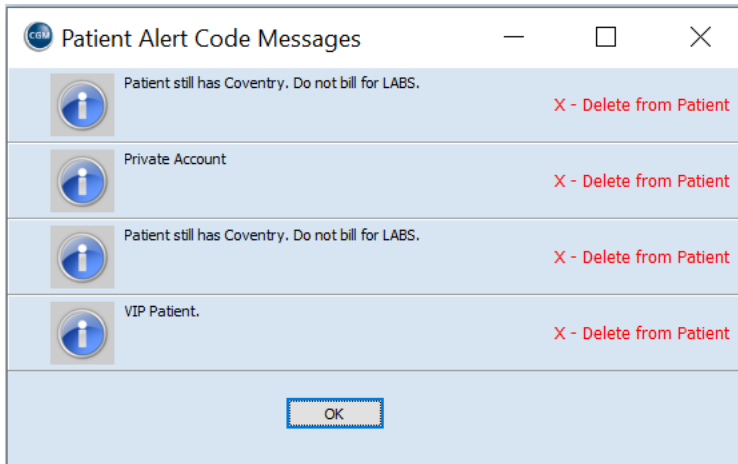 CGM Patient Alert Code Messages
Patient still has Coventry. Do not bill for LABS.
X - Delete from Patient
Private Account
X - Delete from Patient
Patient still has Coventry. Do not bill for LABS.
X - Delete from Patient
VIP Patient.
X - Delete from Patient
OK